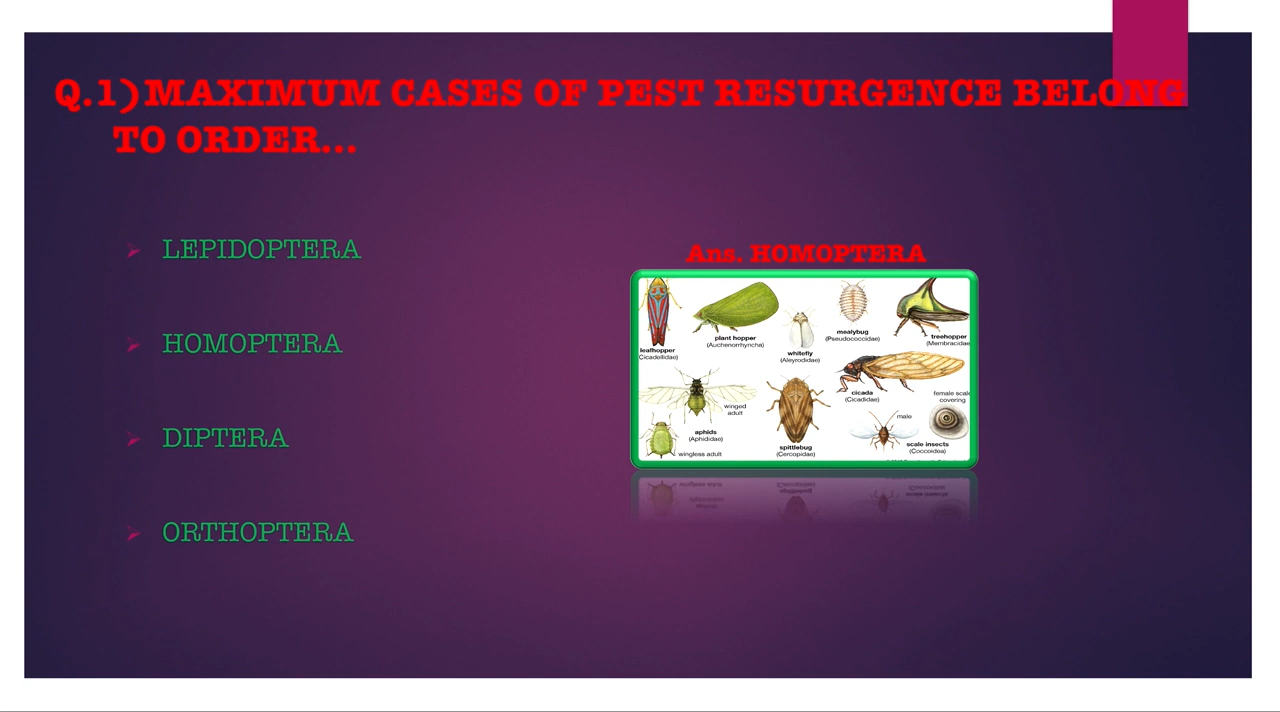 Q.1) MAXIMUM CASES OF PEST RESURGENCE BELONG
TO ORDER...
LEPIDOPTERA
HOMOPTERA
DIPTERA
ORTHOPTERA
Ans. HOMOPTERA
leafhopper
(Cicadellidae)
plant hopper
(Auchenorrhyncha)
whitefly
(Aleyrodidae)
mealybug
(Pseudococcidae)
treehopper
(Membracidae
cicada
(Cicadidae)
winged
adult
aphids
(Aphididae)
wingless adult
spittlebug
(Cercopidae)
male
female scale
covering
scale insects
(Coccoidea)